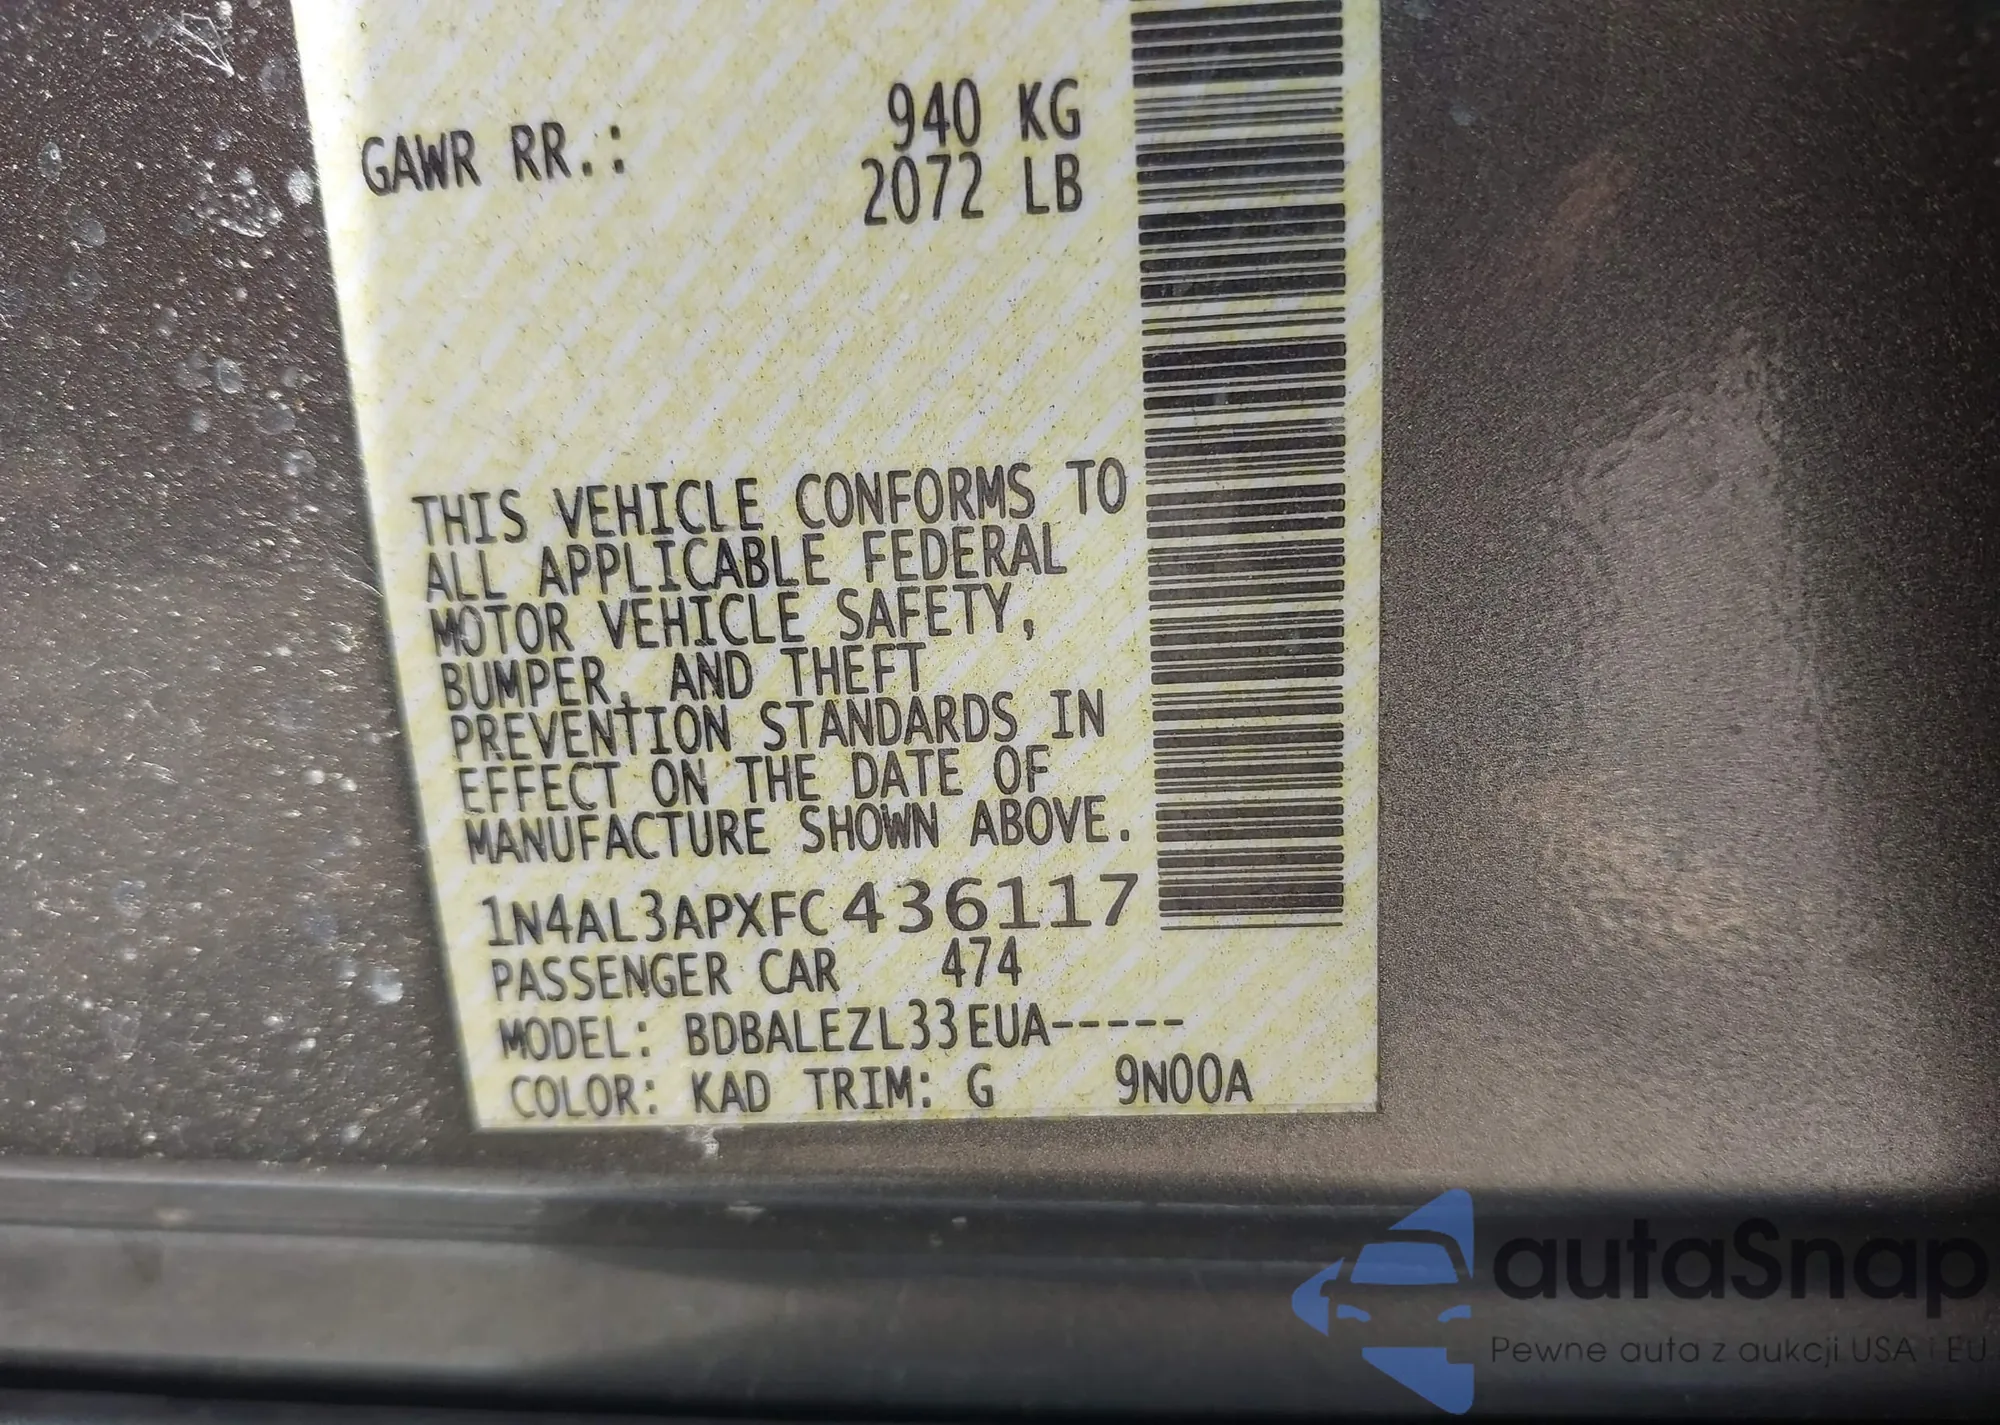 GAWR RR.: 940 KG
2072 LB
THIS VEHICLE CONFORMS TO
ALL APPLICABLE FEDERAL
MOTOR VEHICLE SAFETY,
BUMPER, AND THEFT
PREVENTION STANDARDS IN
EFFECT ON THE DATE OF
MANUFACTURE SHOWN ABOVE.
1N4AL3APXFC436117
PASSENGER CAR 474
MODEL: BDBALEZL33EUA-----
COLOR: KAD TRIM: G 9N00A
autaSnap
Pewne auta z aukcji USA i EU